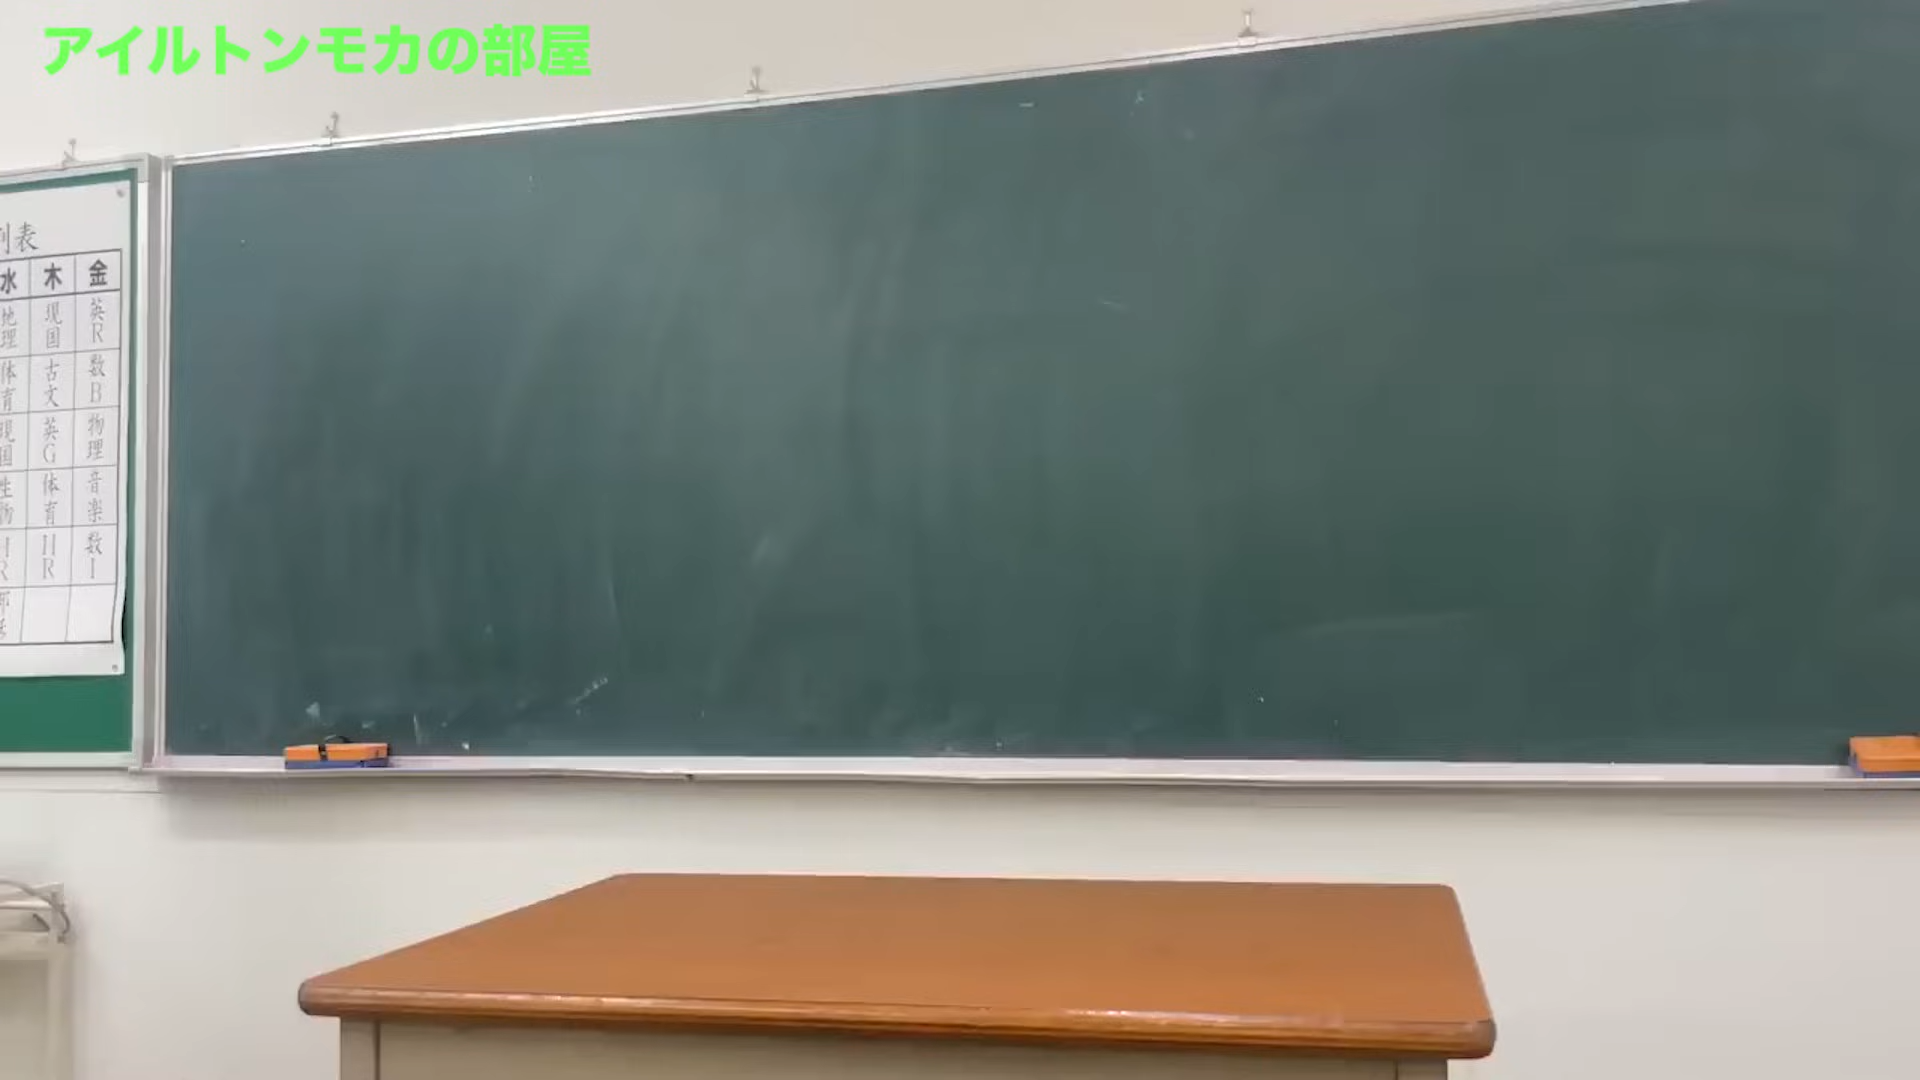 アイルトンモカの部屋
列表
水 木 金
地理 現国 英R
体育 古文 数B
現国 英G 物理
生物 体育 音楽
HR HR 数I